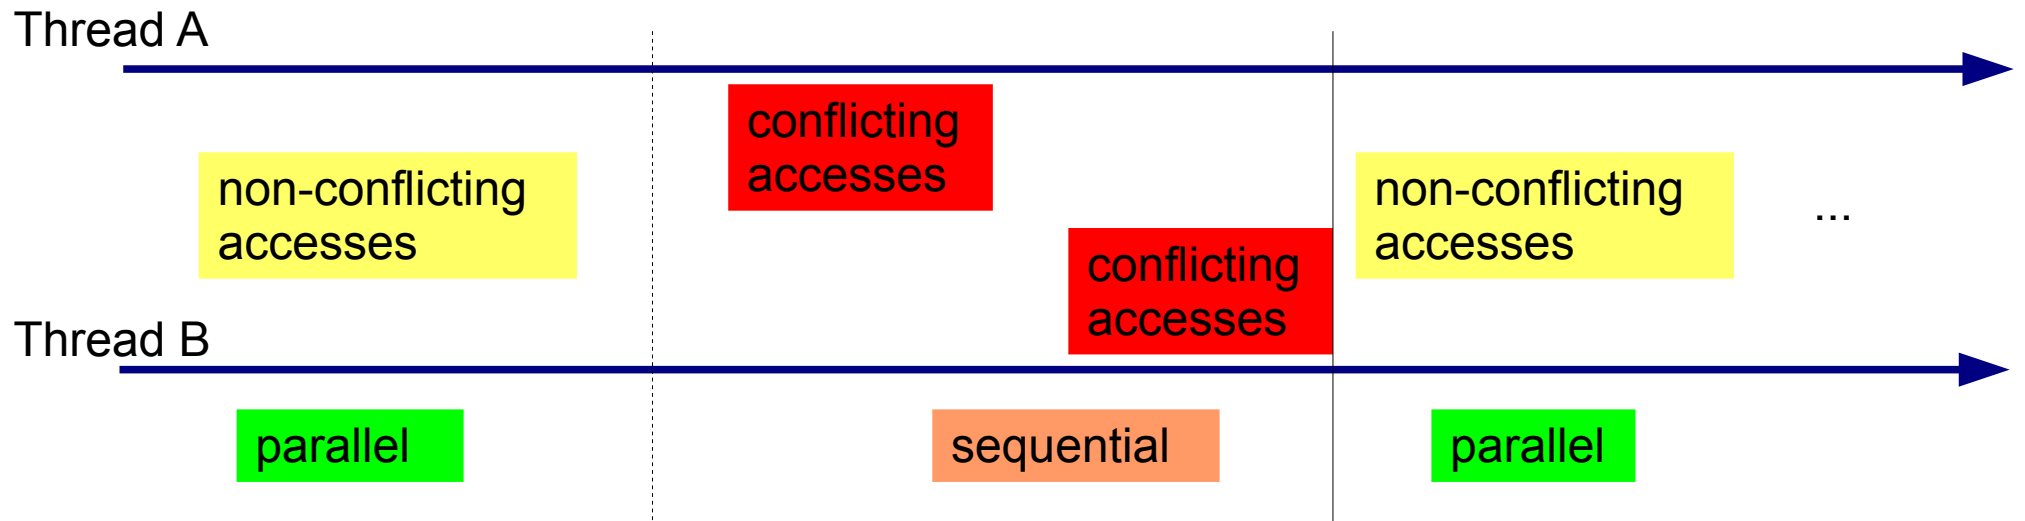 Thread A
conflicting
accesses
non-conflicting
accesses
non-conflicting
accesses
...
conflicting
accesses
Thread B
parallel
sequential
parallel